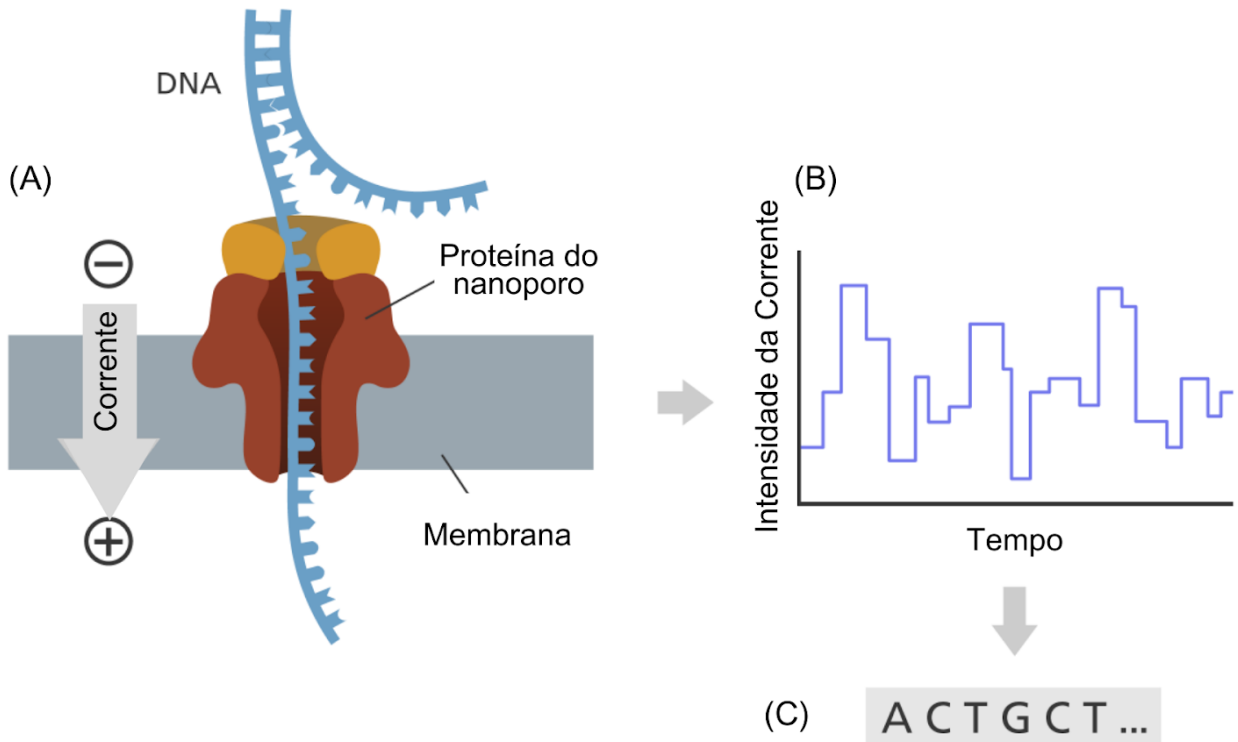 DNA
(A)
−
Corrente
+
Proteína do
nanoporo
Membrana
(B)
Intensidade da Corrente
Tempo
(C)
A C T G C T ...